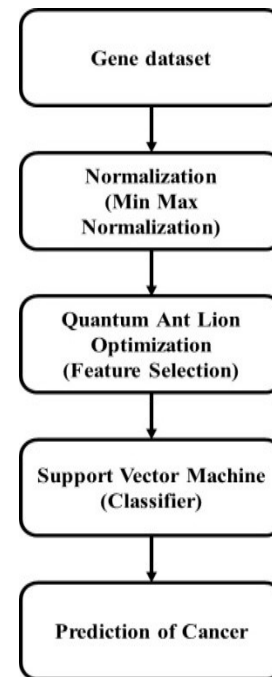 Gene dataset
Normalization
(Min Max
Normalization)
Quantum Ant Lion
Optimization
(Feature Selection)
Support Vector Machine
(Classifier)
Prediction of Cancer